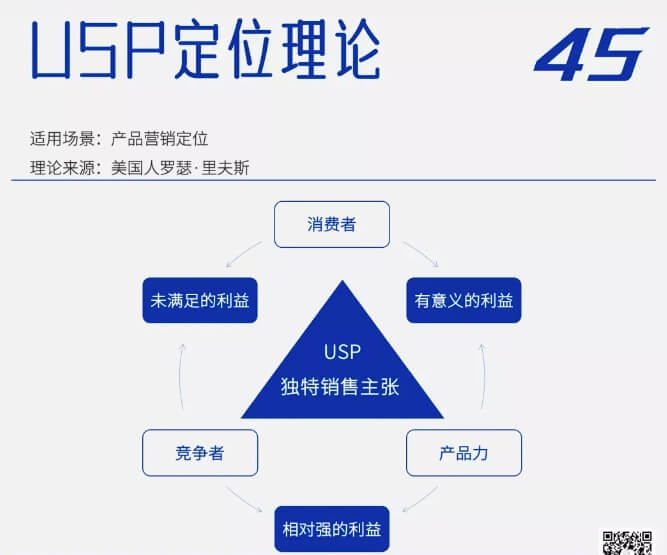 USP定位理论
45
适用场景：产品营销定位
理论来源：美国人罗瑟·里夫斯
消费者
未满足的利益
有意义的利益
USP
独特销售主张
竞争者
产品力
相对强的利益